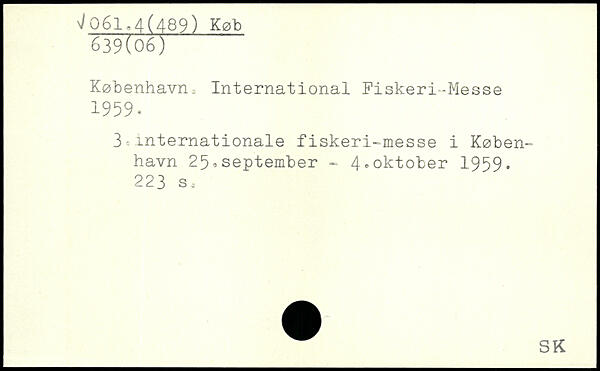 √061.4(489) Køb
639(06)
København. International Fiskeri-Messe
1959.
3. internationale fiskeri-messe i Køben-
havn 25.september - 4.oktober 1959.
223 s.
SK